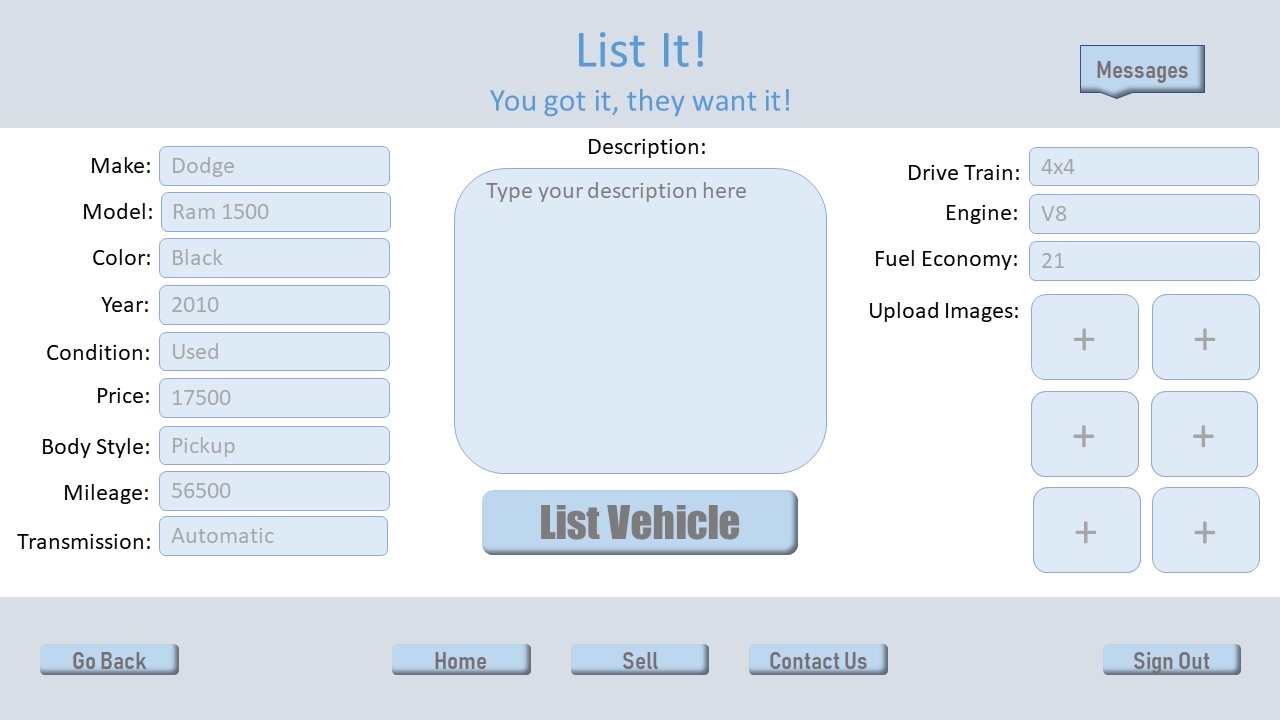 List It!
You got it, they want it!
Messages
Make: Dodge
Model: Ram 1500
Color: Black
Year: 2010
Condition: Used
Price: 17500
Body Style: Pickup
Mileage: 56500
Transmission: Automatic
Description:
Type your description here
List Vehicle
Drive Train: 4x4
Engine: V8
Fuel Economy: 21
Upload Images:
+ +
+ +
+ +
Go Back
Home
Sell
Contact Us
Sign Out